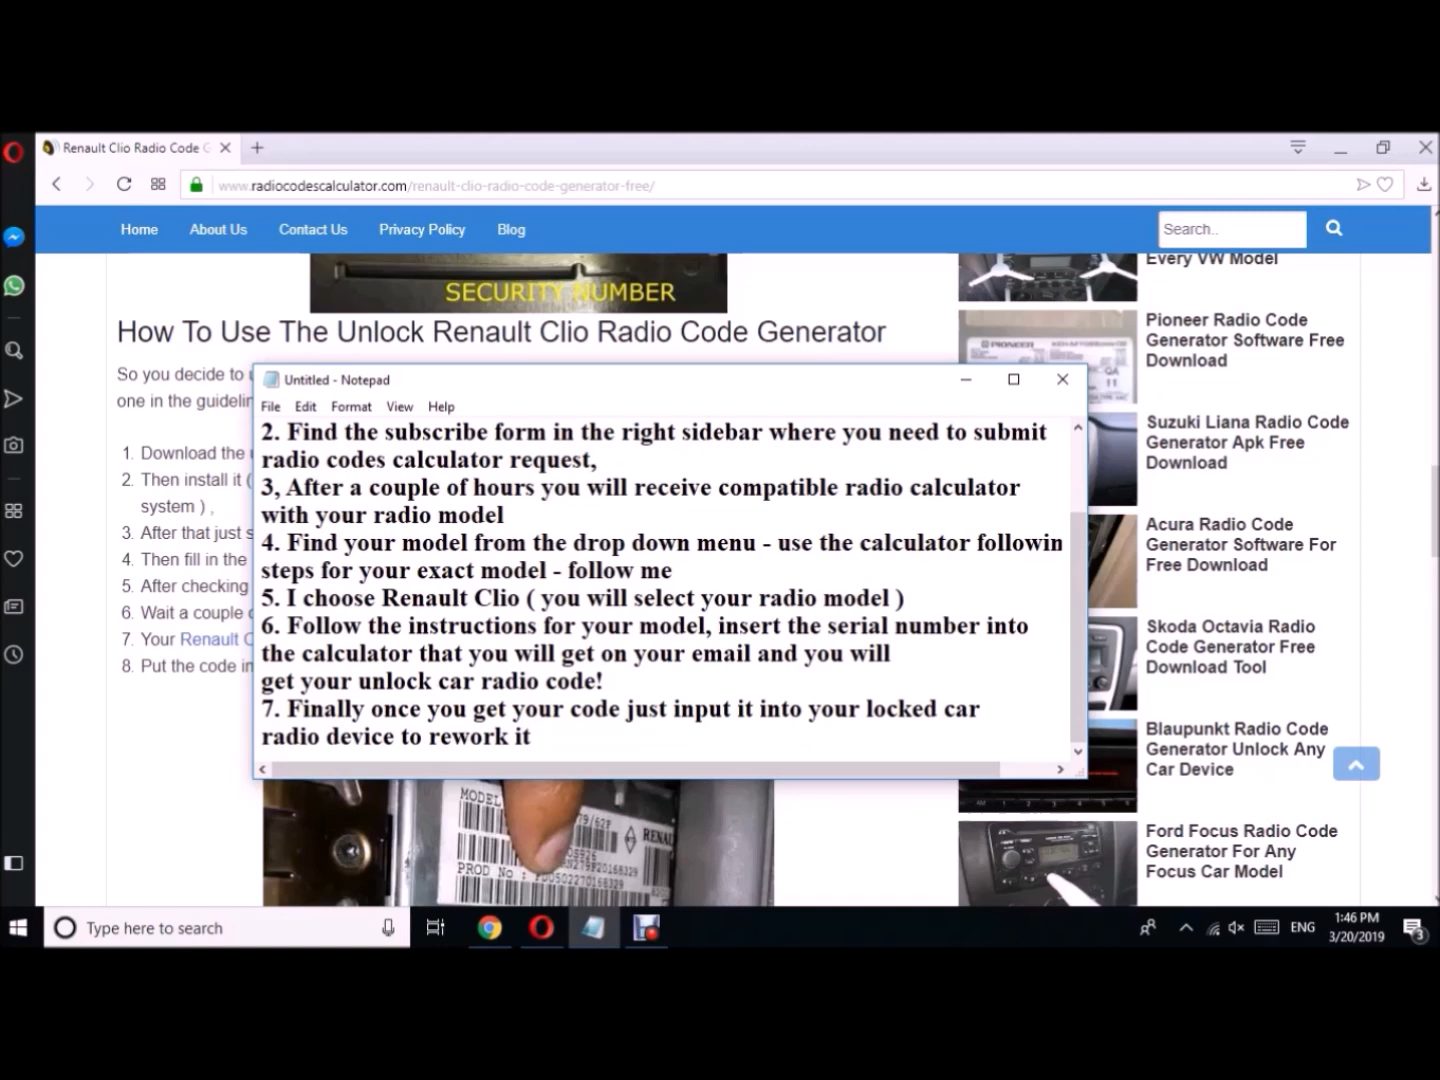 Renault Clio Radio Code G
www.radiocodescalculator.com/renault-clio-radio-code-generator-free/
Home About Us Contact Us Privacy Policy Blog
Search..
SECURITY NUMBER
How To Use The Unlock Renault Clio Radio Code Generator
So you decide to
one in the guidelin
1. Download the
2. Then install it (
system ) ,
3. After that just s
4. Then fill in the
5. After checking
6. Wait a couple
7. Your Renault C
8. Put the code in
Untitled - Notepad
File Edit Format View Help
2. Find the subscribe form in the right sidebar where you need to submit
radio codes calculator request,
3, After a couple of hours you will receive compatible radio calculator
with your radio model
4. Find your model from the drop down menu - use the calculator followin
steps for your exact model - follow me
5. I choose Renault Clio ( you will select your radio model )
6. Follow the instructions for your model, insert the serial number into
the calculator that you will get on your email and you will
get your unlock car radio code!
7. Finally once you get your code just input it into your locked car
radio device to rework it
MODEL
79/62P
RENAU
PROD No :
Every VW Model
PIONEER
Pioneer Radio Code
Generator Software Free
Download
Suzuki Liana Radio Code
Generator Apk Free
Download
Acura Radio Code
Generator Software For
Free Download
Skoda Octavia Radio
Code Generator Free
Download Tool
Blaupunkt Radio Code
Generator Unlock Any
Car Device
Ford Focus Radio Code
Generator For Any
Focus Car Model
Type here to search
ENG
1:46 PM
3/20/2019
3